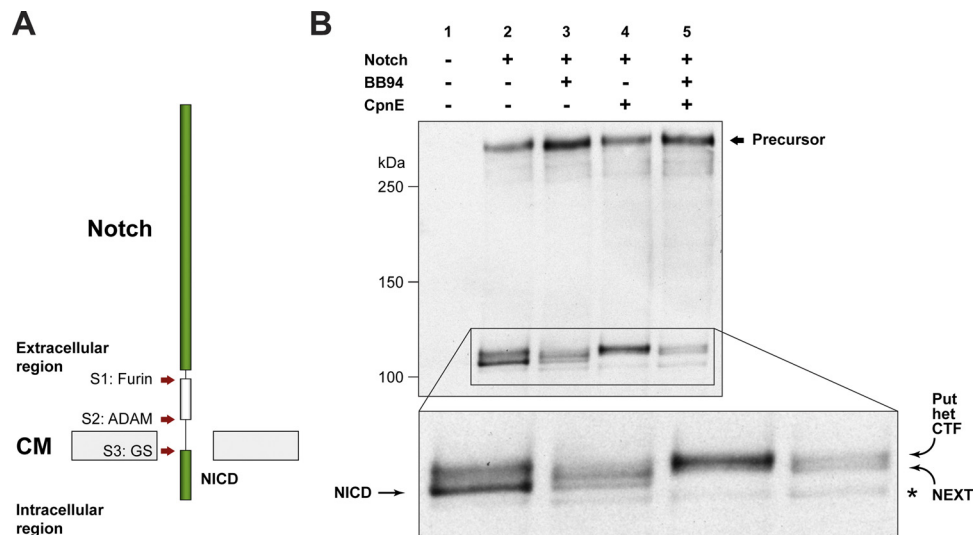 A
Notch
Extracellular
region
S1: Furin
S2: ADAM
CM
S3: GS
NICD
Intracellular
region
B
1 2 3 4 5
Notch - + + + +
BB94 - - + - +
CpnE - - - + +
Precursor
kDa
250
150
100
Put
het
CTF
NICD
NEXT
*